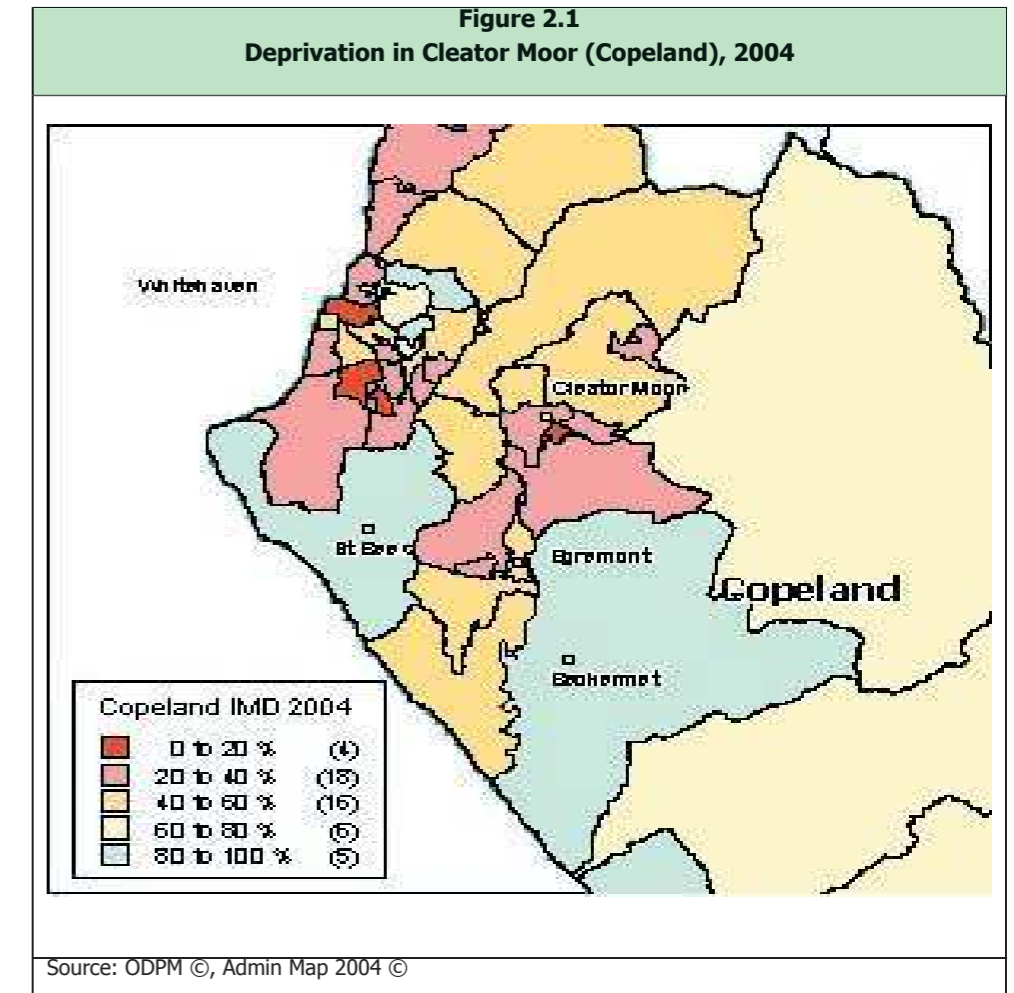 Figure 2.1
Deprivation in Cleator Moor (Copeland), 2004
Whitehaven
Cleator Moor
St Bees
Egremont
Copeland
Beckermet
Copeland IMD 2004
0 to 20 % (4)
20 to 40 % (18)
40 to 60 % (16)
60 to 80 % (6)
80 to 100 % (5)
Source: ODPM ©, Admin Map 2004 ©